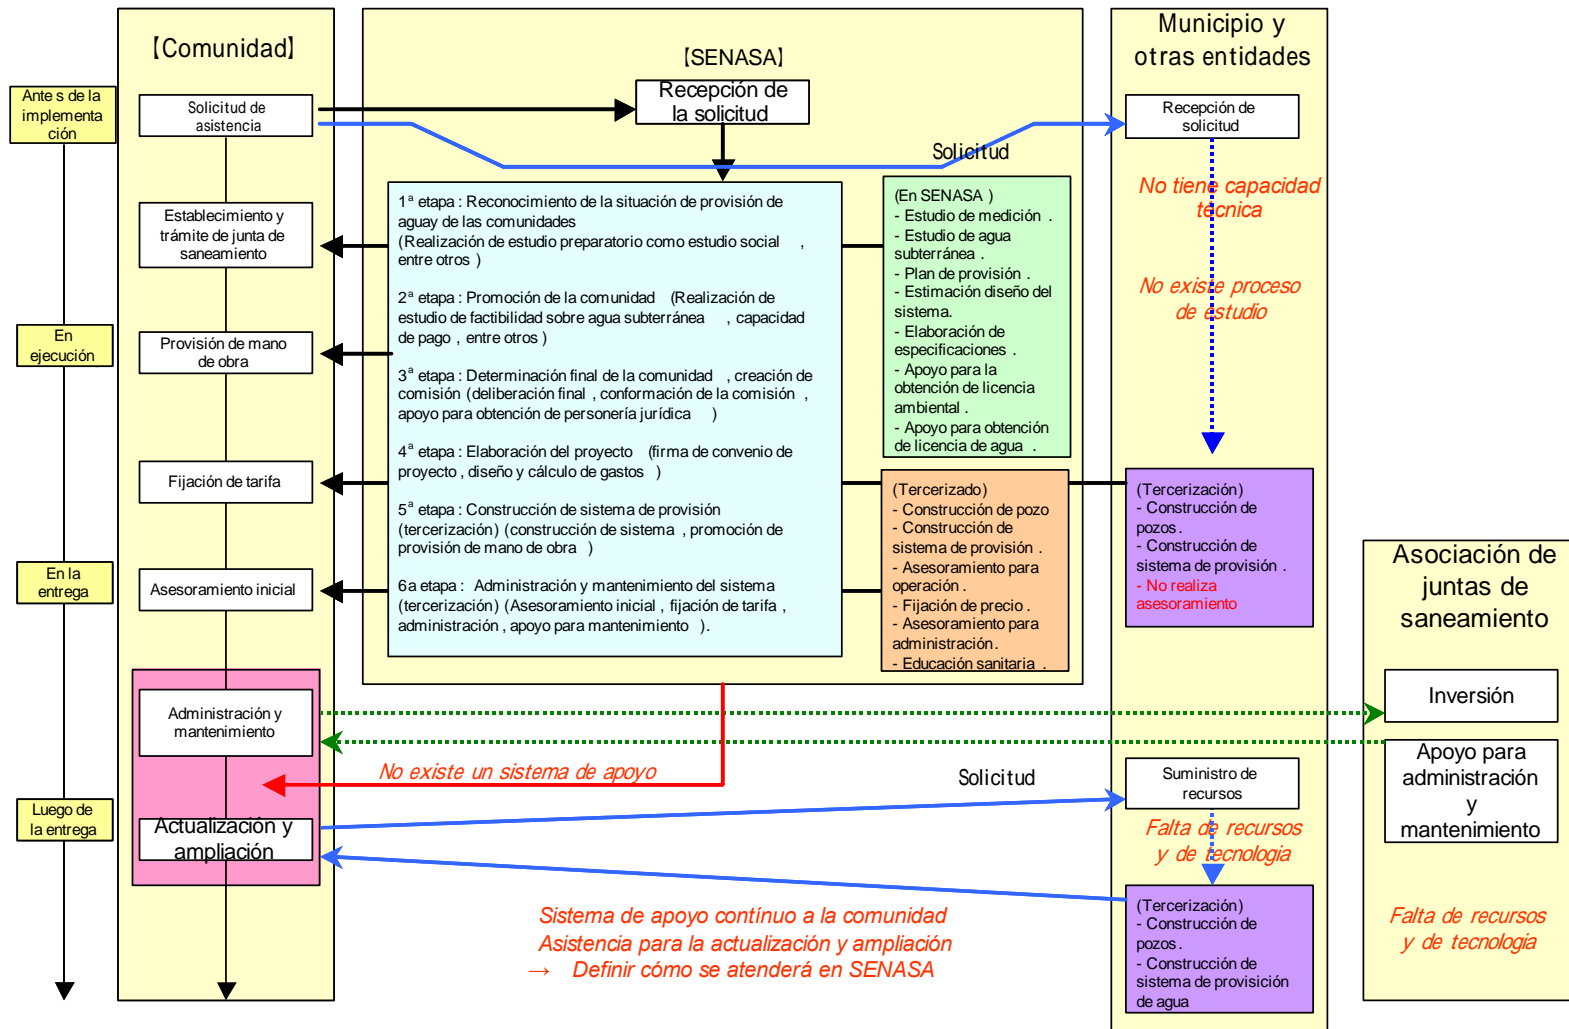 Ante s de la
implementa
ción
En
ejecución
En la
entrega
Luego de
la entrega
【Comunidad】
Solicitud de
asistencia
Establecimiento y
trámite de junta de
saneamiento
Provisión de mano
de obra
Fijación de tarifa
Asesoramiento inicial
Administración y
mantenimiento
Actualización y
ampliación
【SENASA】
Recepción de
la solicitud
Solicitud
1ª etapa : Reconocimiento de la situación de provisión de
aguay de las comunidades
(Realización de estudio preparatorio como estudio social ,
entre otros )
2ª etapa : Promoción de la comunidad (Realización de
estudio de factibilidad sobre agua subterránea , capacidad
de pago , entre otros )
3ª etapa : Determinación final de la comunidad , creación de
comisión (deliberación final , conformación de la comisión ,
apoyo para obtención de personería jurídica )
4ª etapa : Elaboración del proyecto (firma de convenio de
proyecto , diseño y cálculo de gastos )
5ª etapa : Construcción de sistema de provisión
(tercerización) (construcción de sistema , promoción de
provisión de mano de obra )
6a etapa : Administración y mantenimiento del sistema
(tercerización) (Asesoramiento inicial , fijación de tarifa ,
administración , apoyo para mantenimiento ).
(En SENASA )
- Estudio de medición .
- Estudio de agua
subterránea .
- Plan de provisión .
- Estimación diseño del
sistema.
- Elaboración de
especificaciones .
- Apoyo para la
obtención de licencia
ambiental .
- Apoyo para obtención
de licencia de agua .
(Tercerizado)
- Construcción de pozo
- Construcción de
sistema de provisión .
- Asesoramiento para
operación .
- Fijación de precio .
- Asesoramiento para
administración.
- Educación sanitaria .
No existe un sistema de apoyo
Solicitud
Sistema de apoyo contínuo a la comunidad
Asistencia para la actualización y ampliación
→ Definir cómo se atenderá en SENASA
Municipio y
otras entidades
Recepción de
solicitud
No tiene capacidad
técnica
No existe proceso
de estudio
(Tercerización)
- Construcción de
pozos.
- Construcción de
sistema de provisión .
- No realiza
asesoramiento
Suministro de
recursos
Falta de recursos
y de tecnología
(Tercerización)
- Construcción de
pozos.
- Construcción de
sistema de provisición
de agua
Asociación de
juntas de
saneamiento
Inversión
Apoyo para
administración
y
mantenimiento
Falta de recursos
y de tecnología